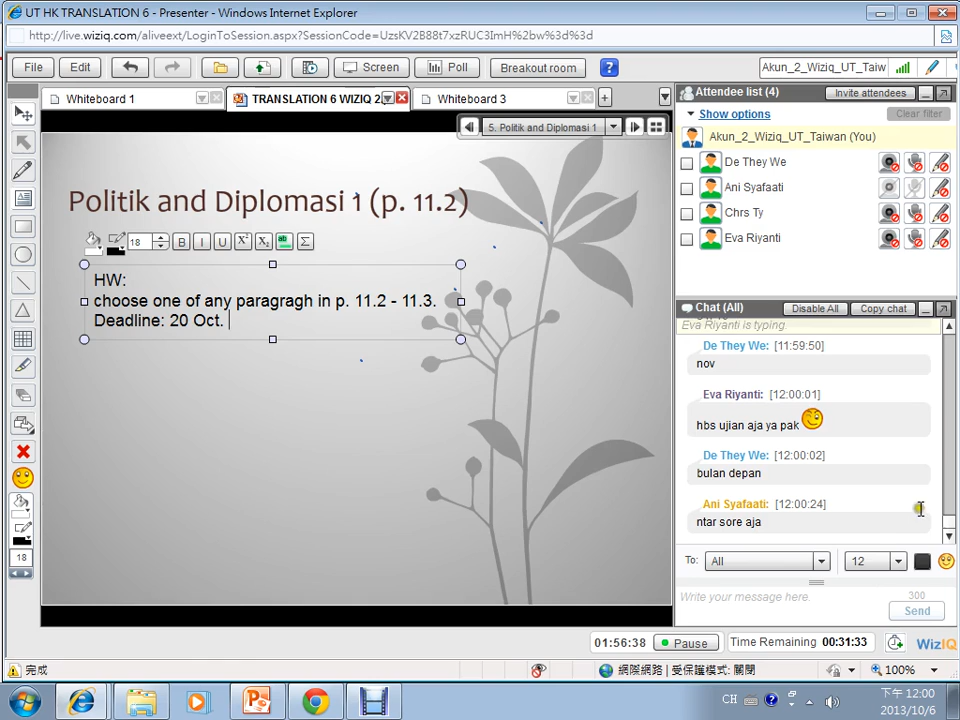 UT HK TRANSLATION 6 - Presenter - Windows Internet Explorer
http://live.wiziq.com/aliveext/LoginToSession.aspx?SessionCode=UzsKV2B88t7xzRUC3ImH%2bw%3d%3d
File Edit Screen Poll Breakout room ? Akun_2_Wiziq_UT_Taiw
Whiteboard 1 TRANSLATION 6 WIZIQ 2 Whiteboard 3 +
5. Politik and Diplomasi 1
Politik and Diplomasi 1 (p. 11.2)
18 B I U X² X₂ ab Σ
HW:
choose one of any paragragh in p. 11.2 - 11.3.
Deadline: 20 Oct.
18
Attendee list (4) Invite attendees
Show options Clear filter
Akun_2_Wiziq_UT_Taiwan (You)
De They We
Ani Syafaati
Chrs Ty
Eva Riyanti
Chat (All) Disable All Copy chat
Eva Riyanti is typing.
De They We: [11:59:50]
nov
Eva Riyanti: [12:00:01]
hbs ujian aja ya pak
De They We: [12:00:02]
bulan depan
Ani Syafaati: [12:00:24]
ntar sore aja
To: All 12
Write your message here. 300
Send
01:56:38 Pause Time Remaining 00:31:33 WizIQ
完成 網際網路 | 受保護模式: 關閉 100%
CH ? 下午 12:00
2013/10/6